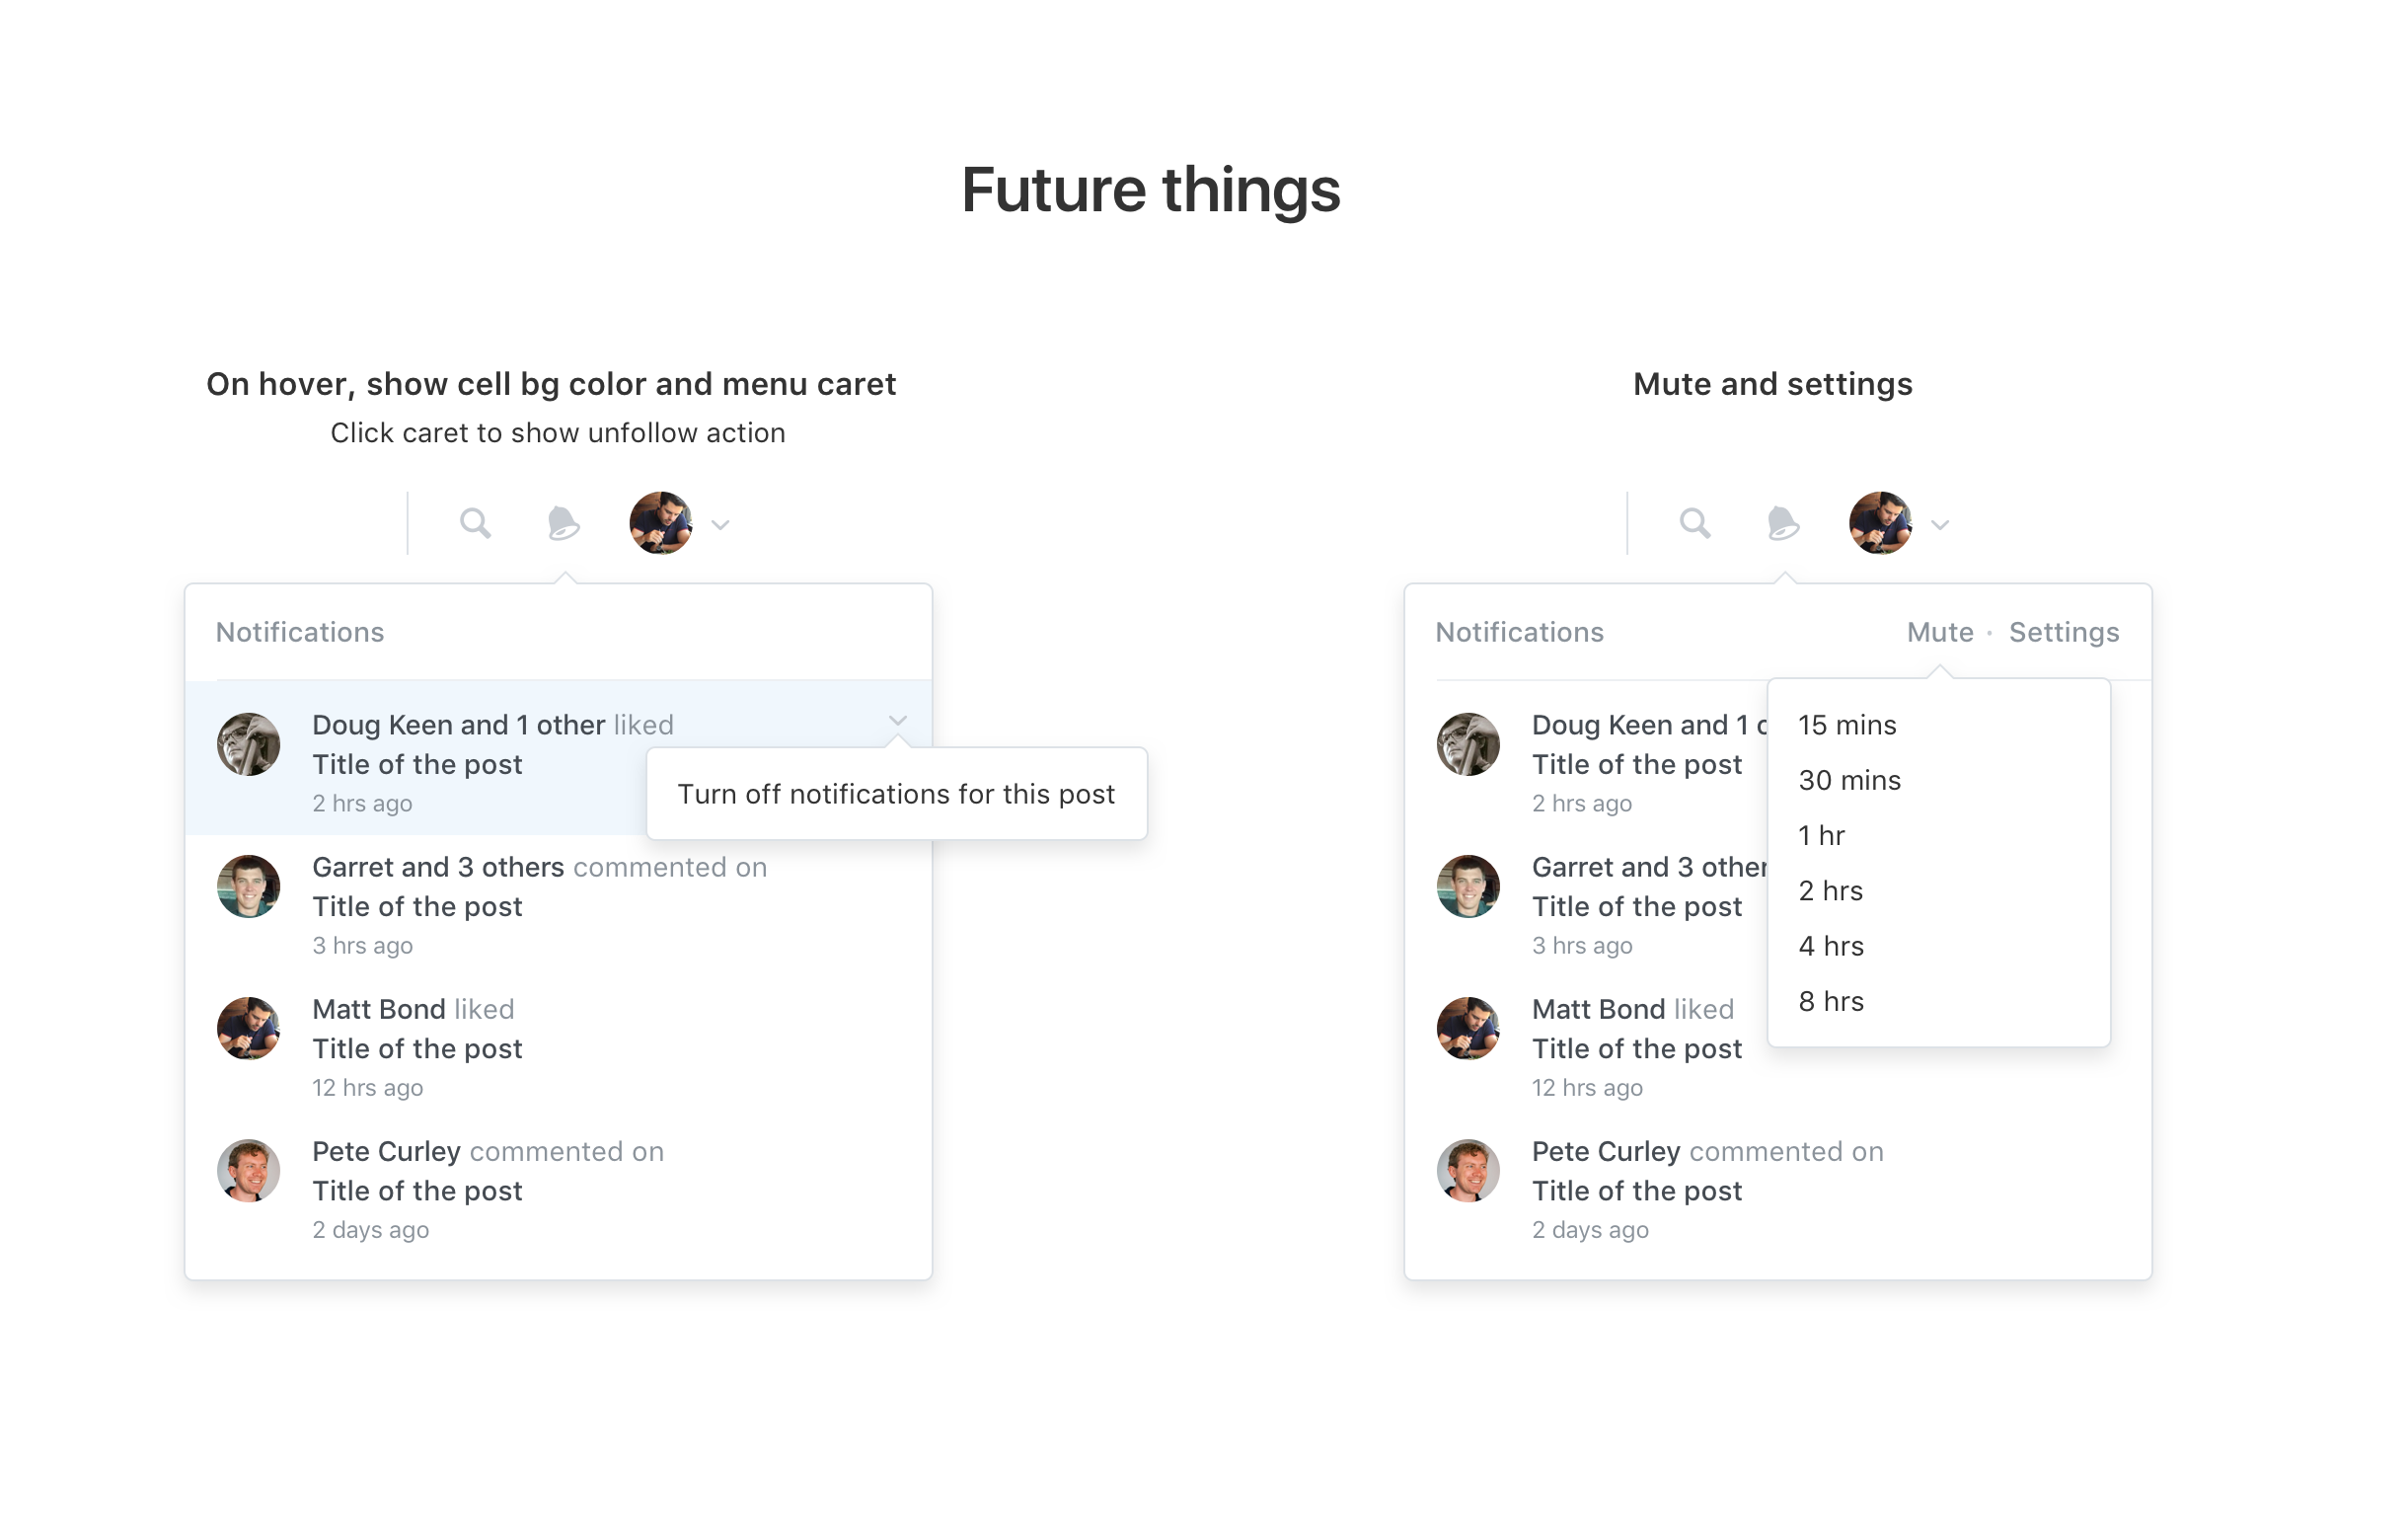 Future things
On hover, show cell bg color and menu caret
Click caret to show unfollow action
Notifications
Doug Keen and 1 other liked
Title of the post
2 hrs ago
Turn off notifications for this post
Garret and 3 others commented on
Title of the post
3 hrs ago
Matt Bond liked
Title of the post
12 hrs ago
Pete Curley commented on
Title of the post
2 days ago
Mute and settings
Notifications
Mute · Settings
Doug Keen and 1
Title of the post
2 hrs ago
Garret and 3 other
Title of the post
3 hrs ago
Matt Bond liked
Title of the post
12 hrs ago
Pete Curley commented on
Title of the post
2 days ago
15 mins
30 mins
1 hr
2 hrs
4 hrs
8 hrs